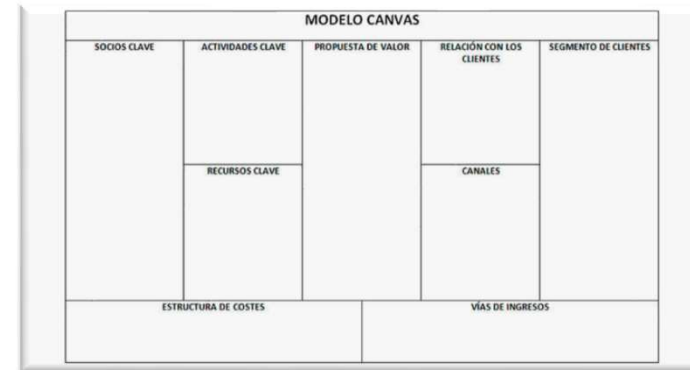 MODELO CANVAS
SOCIOS CLAVE
ACTIVIDADES CLAVE
PROPUESTA DE VALOR
RELACIÓN CON LOS
CLIENTES
SEGMENTO DE CLIENTES
RECURSOS CLAVE
CANALES
ESTRUCTURA DE COSTES
VÍAS DE INGRESOS